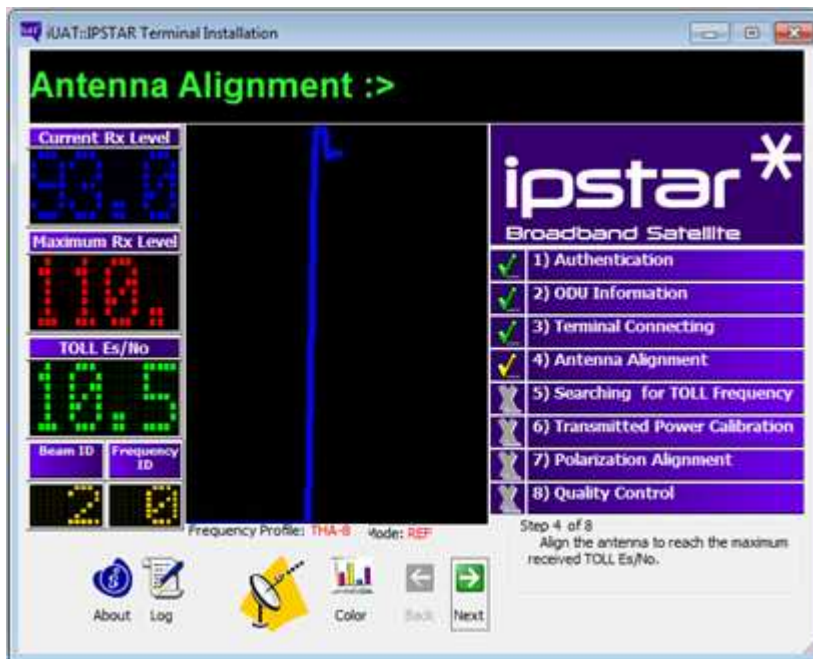 iUAT::IPSTAR Terminal Installation
Antenna Alignment :>
Current Rx Level
93.0
Maximum Rx Level
110.
TOLL Es/No
10.5
Beam ID
Frequency ID
2
0
ipstar
Broadband Satellite
1) Authentication
2) ODU Information
3) Terminal Connecting
4) Antenna Alignment
5) Searching for TOLL Frequency
6) Transmitted Power Calibration
7) Polarization Alignment
8) Quality Control
Frequency Profile: THA-8 Mode: REF
Step 4 of 8
Align the antenna to reach the maximum
received TOLL Es/No.
About
Log
Color
Back
Next